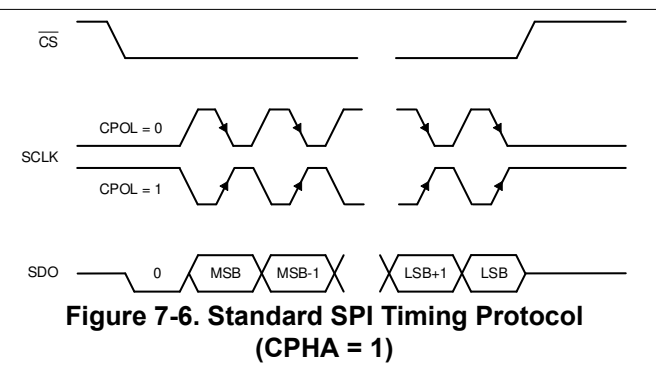 CS
CPOL = 0
SCLK
CPOL = 1
SDO 0 MSB MSB-1 LSB+1 LSB
Figure 7-6. Standard SPI Timing Protocol
(CPHA = 1)